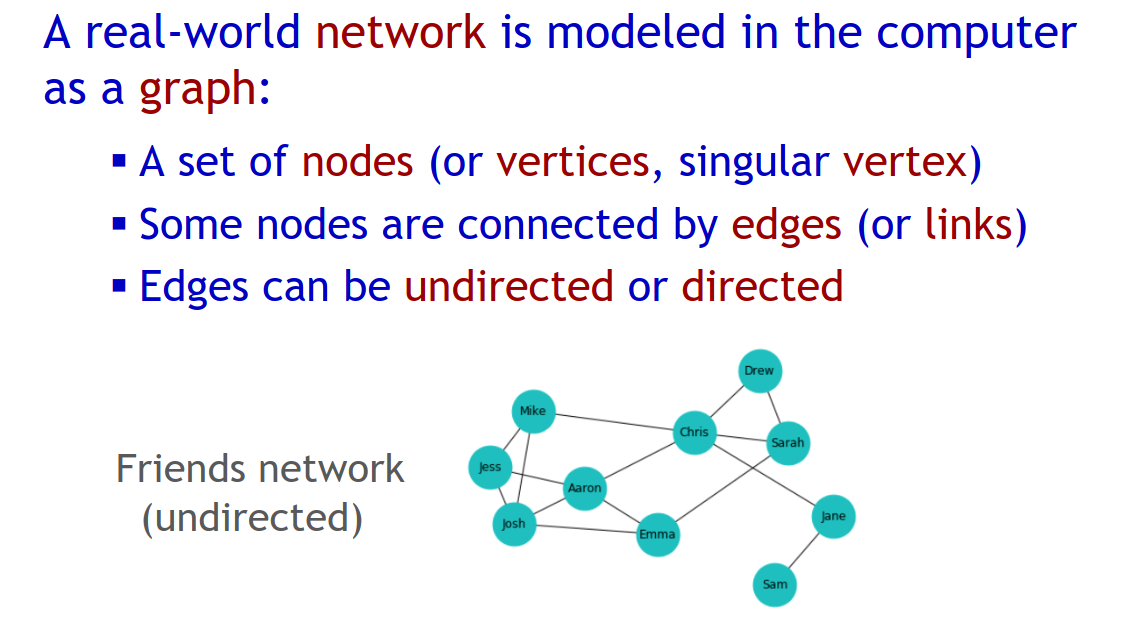 A real-world network is modeled in the computer
as a graph:
▪ A set of nodes (or vertices, singular vertex)
▪ Some nodes are connected by edges (or links)
▪ Edges can be undirected or directed
Friends network
(undirected)
Drew
Mike
Chris
Sarah
Jess
Aaron
Josh
Emma
Jane
Sam